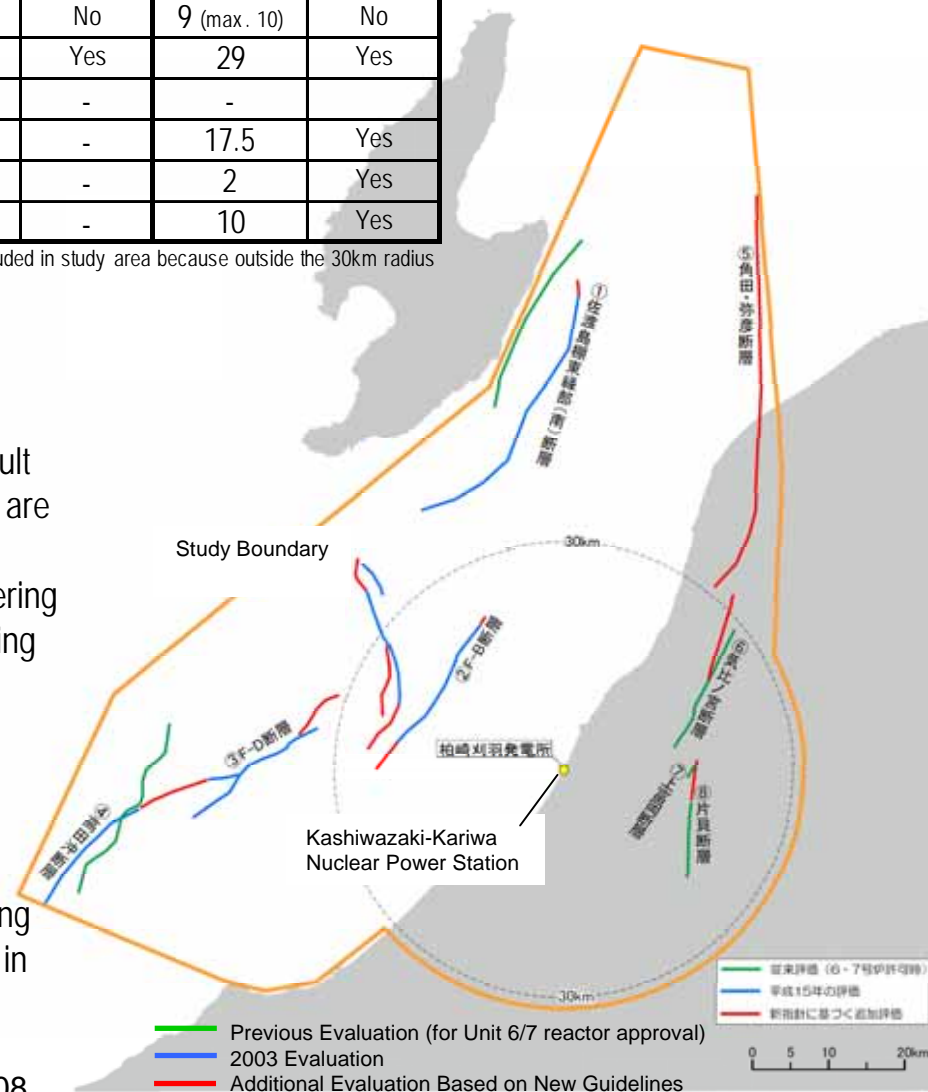 No 9 (max. 10) No
Yes 29 Yes
- -
- 17.5 Yes
- 2 Yes
- 10 Yes
uded in study area because outside the 30km radius
ult
are
ering
ing
ng
in
08
Study Boundary
30km
①佐渡島棚東縁部(南)断層
②F-B断層
③F-D断層
④高田沖断層
⑤角田・弥彦断層
⑥気比ノ宮断層
⑦
⑧片貝断層
柏崎刈羽発電所
Kashiwazaki-Kariwa
Nuclear Power Station
30km
従来評価(6・7号炉許可時)
平成15年の評価
新指針に基づく追加評価
0 5 10 20km
Previous Evaluation (for Unit 6/7 reactor approval)
2003 Evaluation
Additional Evaluation Based on New Guidelines